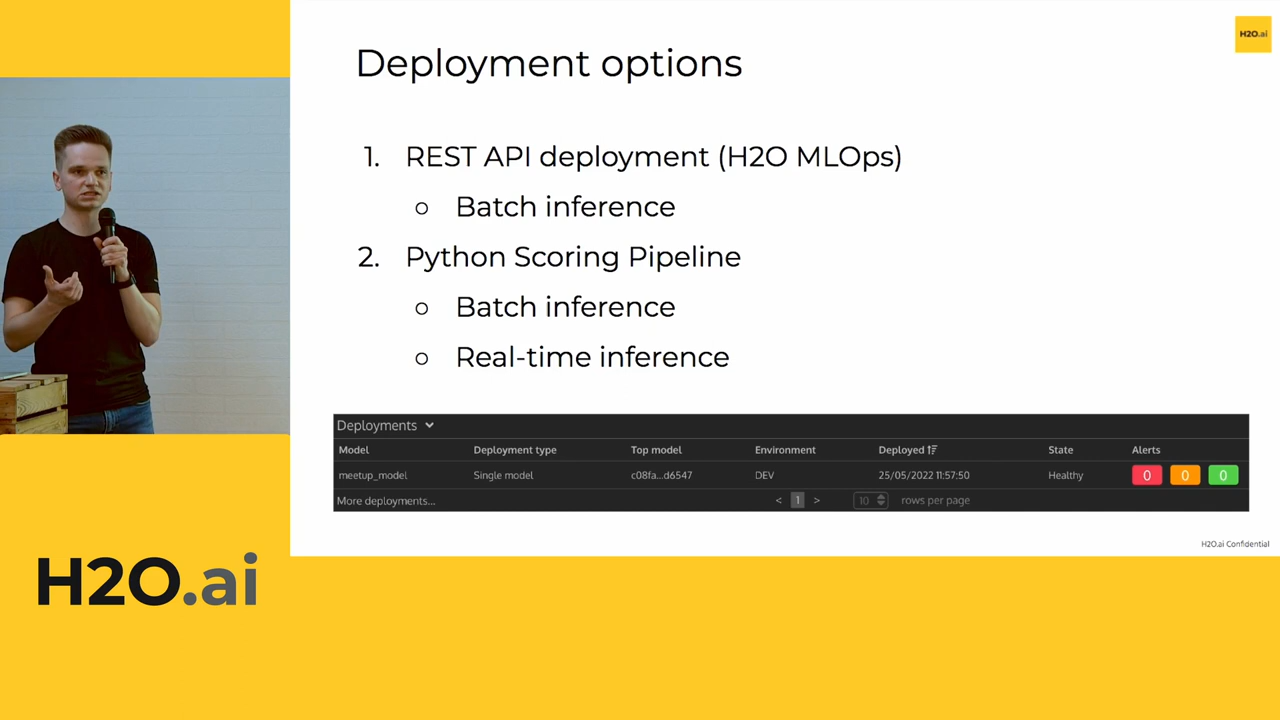 H2O.ai
Deployment options
1. REST API deployment (H2O MLOps)
○ Batch inference
2. Python Scoring Pipeline
○ Batch inference
○ Real-time inference
Deployments
Model Deployment type Top model Environment Deployed State Alerts
meetup_model Single model c08fa...d6547 DEV 25/05/2022 11:57:50 Healthy 0 0 0
More deployments... < 1 > 10 rows per page
H2O.ai Confidential
H2O.ai